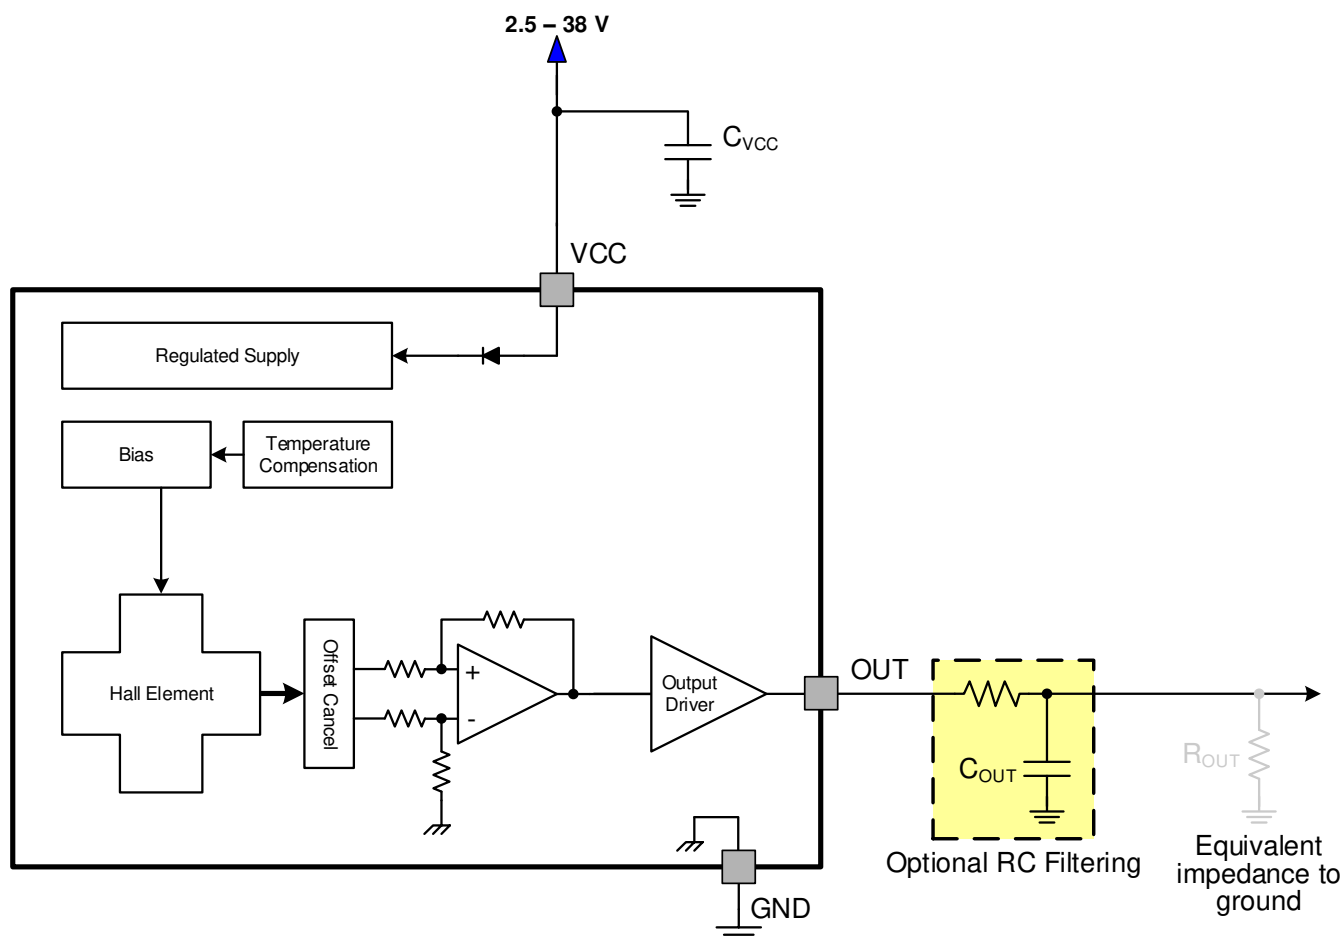 2.5 – 38 V
CVCC
VCC
Regulated Supply
Bias
Temperature
Compensation
Hall Element
Offset Cancel
+
-
Output
Driver
OUT
COUT
Optional RC Filtering
ROUT
Equivalent
impedance to
ground
GND